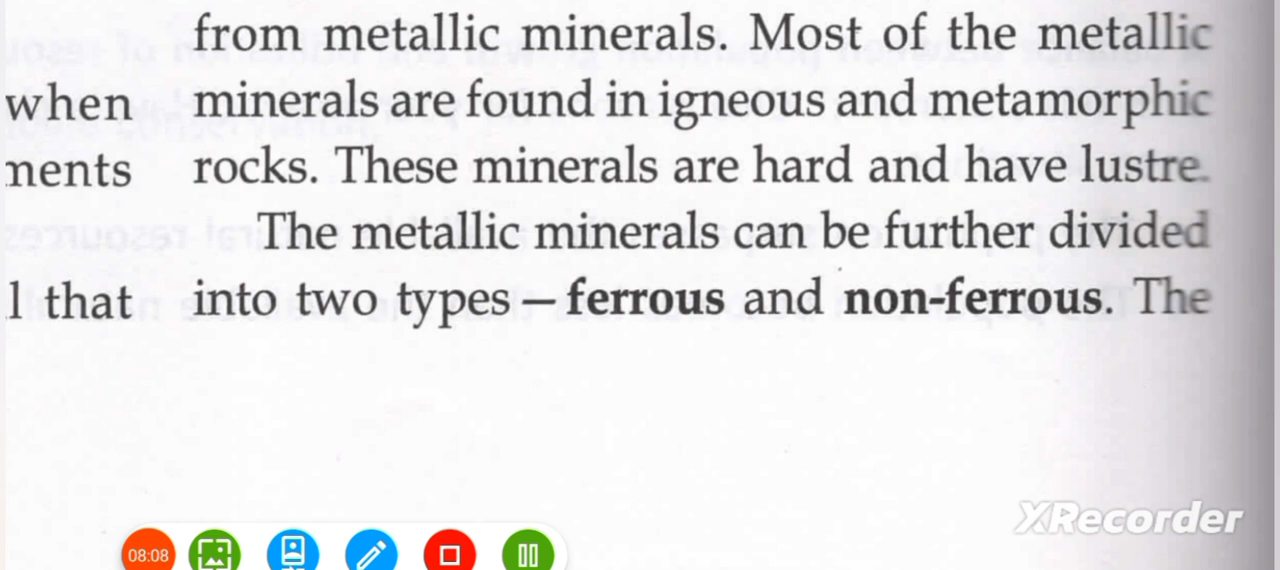 from metallic minerals. Most of the metallic
when minerals are found in igneous and metamorphic
rocks. These minerals are hard and have lustre.
The metallic minerals can be further divided
l that into two types—ferrous and non-ferrous. The
XRecorder
08:08